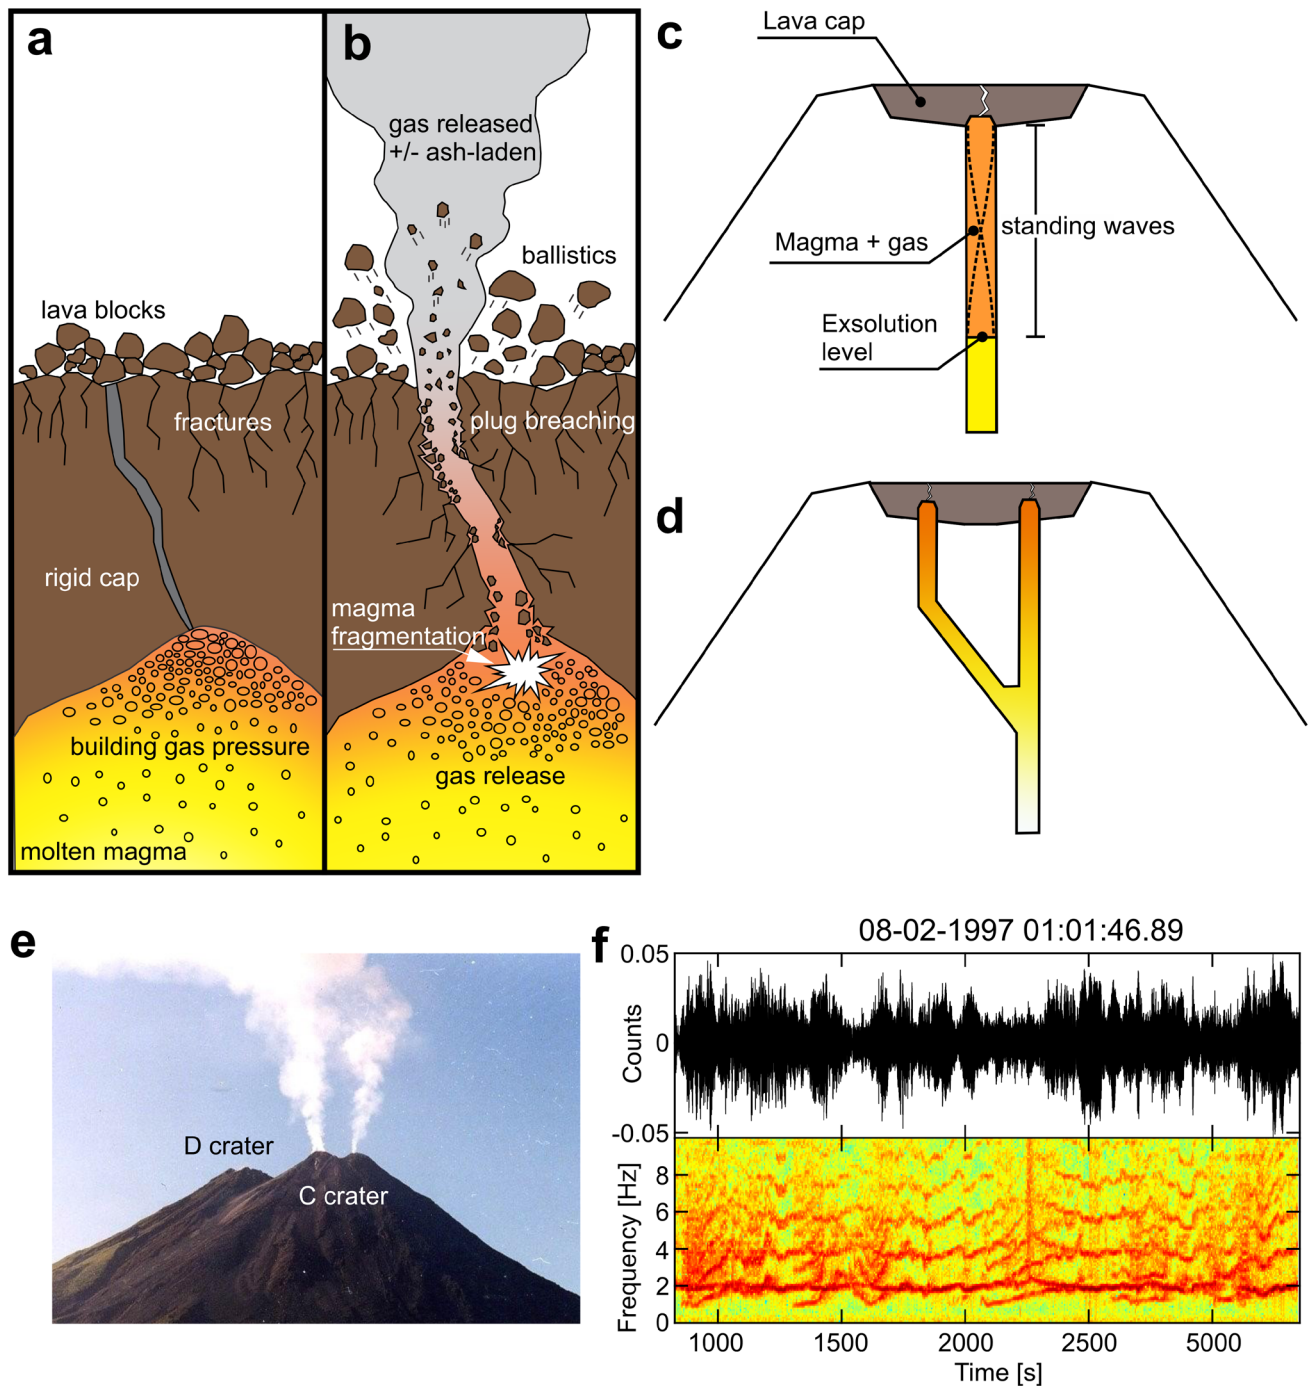 a
lava blocks
fractures
rigid cap
building gas pressure
molten magma
b
gas released
+/- ash-laden
ballistics
plug breaching
magma
fragmentation
gas release
c
Lava cap
standing waves
Magma + gas
Exsolution
level
d
e
D crater
C crater
f
08-02-1997 01:01:46.89
0.05
0
-0.05
Counts
8
6
4
2
0
Frequency [Hz]
1000 1500 2000 2500 5000
Time [s]